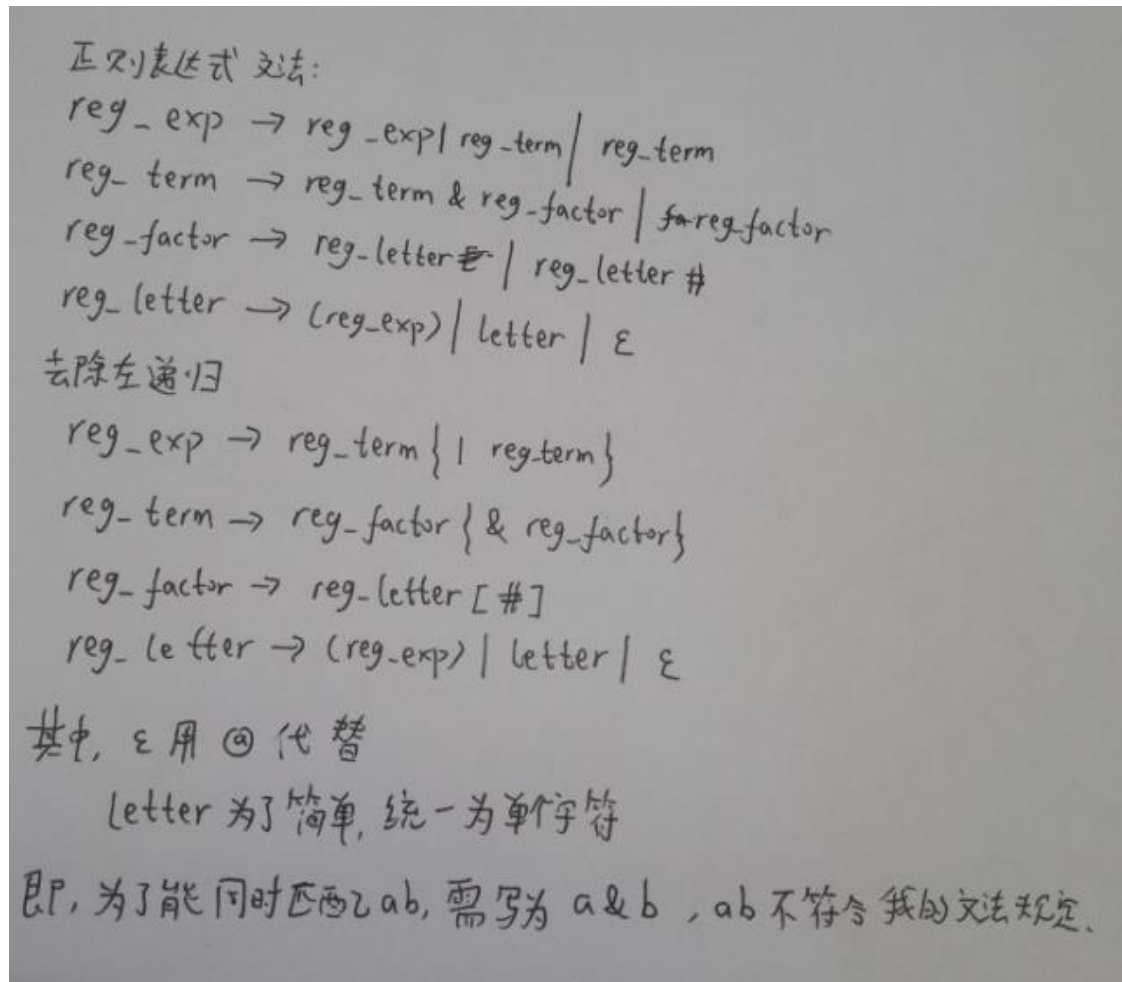 正则表达式文法:
reg_exp → reg_exp| reg_term | reg_term
reg_term → reg_term & reg_factor | reg_factor
reg_factor → reg_letter | reg_letter #
reg_letter → (reg_exp) | letter | ε
去除左递归
reg_exp → reg_term { | reg_term}
reg_term → reg_factor { & reg_factor}
reg_factor → reg_letter [ # ]
reg_letter → (reg_exp) | letter | ε
其中, ε 用 @ 代替
letter 为了简单, 统一为单个字符
即, 为了能同时匹配ab, 需写为 a&b , ab 不符合我的文法规定.